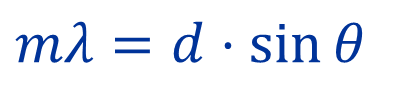 mλ = d · sin θ